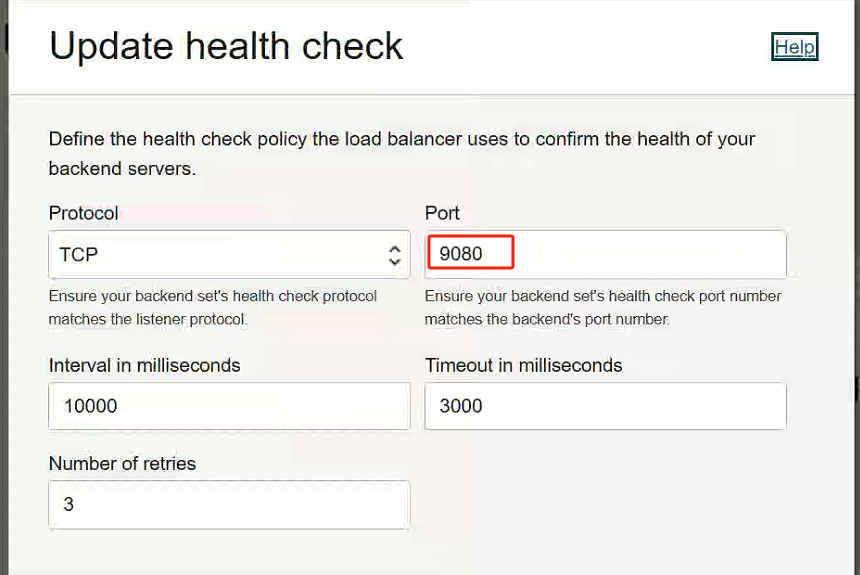 Update health check
Help
Define the health check policy the load balancer uses to confirm the health of your
backend servers.
Protocol
Port
TCP
9080
Ensure your backend set's health check protocol
matches the listener protocol.
Ensure your backend set's health check port number
matches the backend's port number.
Interval in milliseconds
Timeout in milliseconds
10000
3000
Number of retries
3